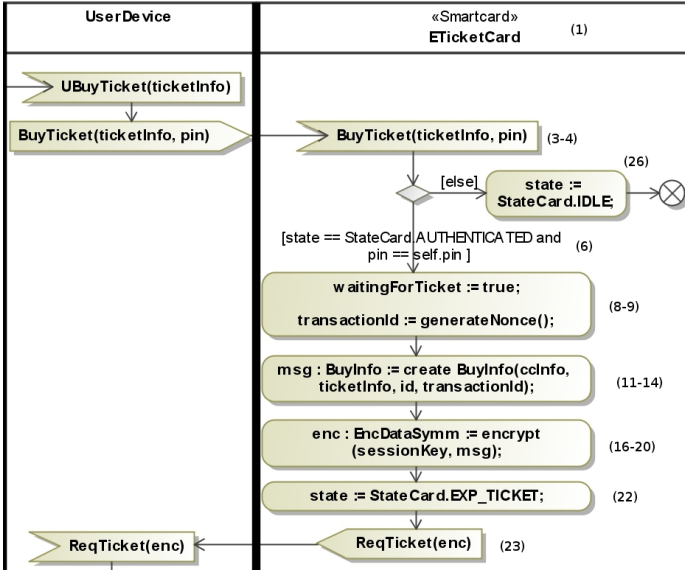 UserDevice
«Smartcard»
ETicketCard
(1)
UBuyTicket(ticketInfo)
BuyTicket(ticketInfo, pin)
BuyTicket(ticketInfo, pin)
(3-4)
[else]
state :=
StateCard.IDLE;
(26)
[state == StateCard.AUTHENTICATED and
pin == self.pin ]
(6)
waitingForTicket := true;
transactionId := generateNonce();
(8-9)
msg : BuyInfo := create BuyInfo(ccInfo,
ticketInfo, id, transactionId);
(11-14)
enc : EncDataSymm := encrypt
(sessionKey, msg);
(16-20)
state := StateCard.EXP_TICKET;
(22)
ReqTicket(enc)
ReqTicket(enc)
(23)